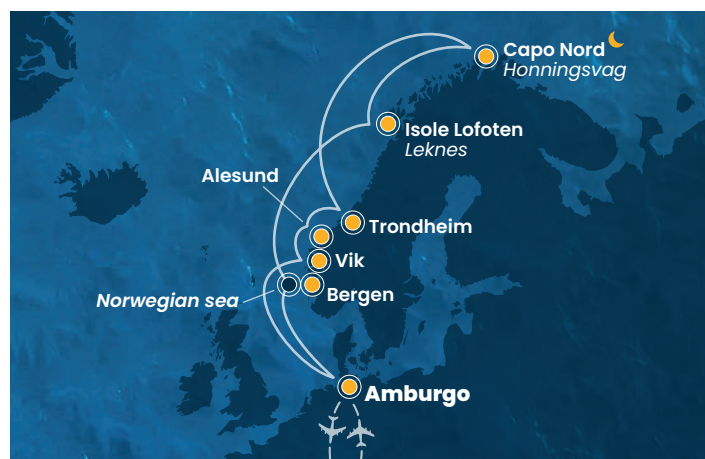 Capo Nord
Honningsvag
Isole Lofoten
Leknes
Alesund
Trondheim
Vik
Norwegian sea
Bergen
Amburgo